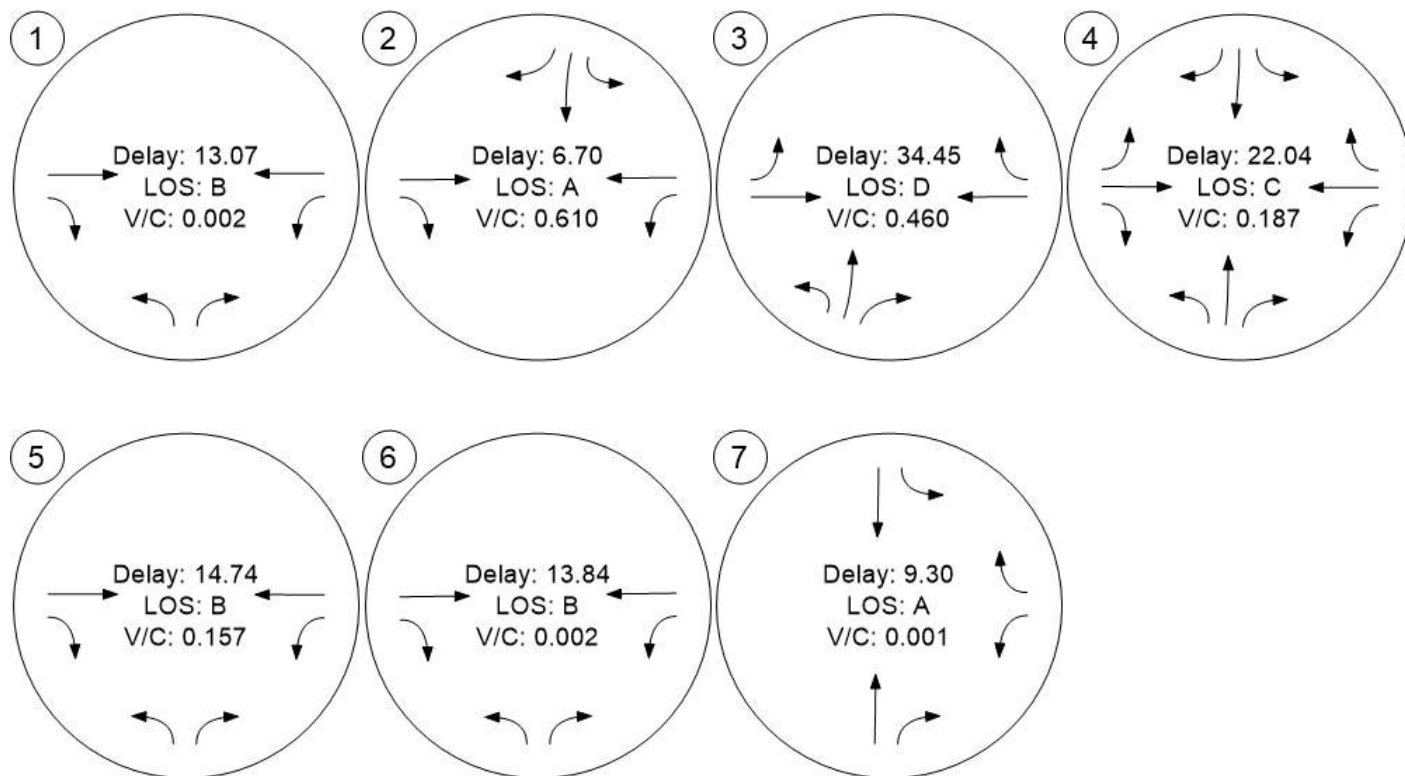 1
Delay: 13.07
LOS: B
V/C: 0.002
2
Delay: 6.70
LOS: A
V/C: 0.610
3
Delay: 34.45
LOS: D
V/C: 0.460
4
Delay: 22.04
LOS: C
V/C: 0.187
5
Delay: 14.74
LOS: B
V/C: 0.157
6
Delay: 13.84
LOS: B
V/C: 0.002
7
Delay: 9.30
LOS: A
V/C: 0.001